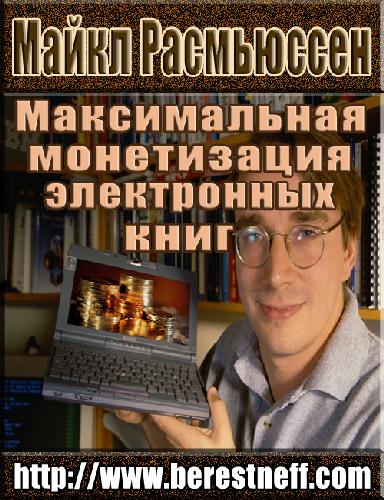 Майкл Расмьюссен
Максимальная
монетизация
электронных
книг
http://www.berestneff.com